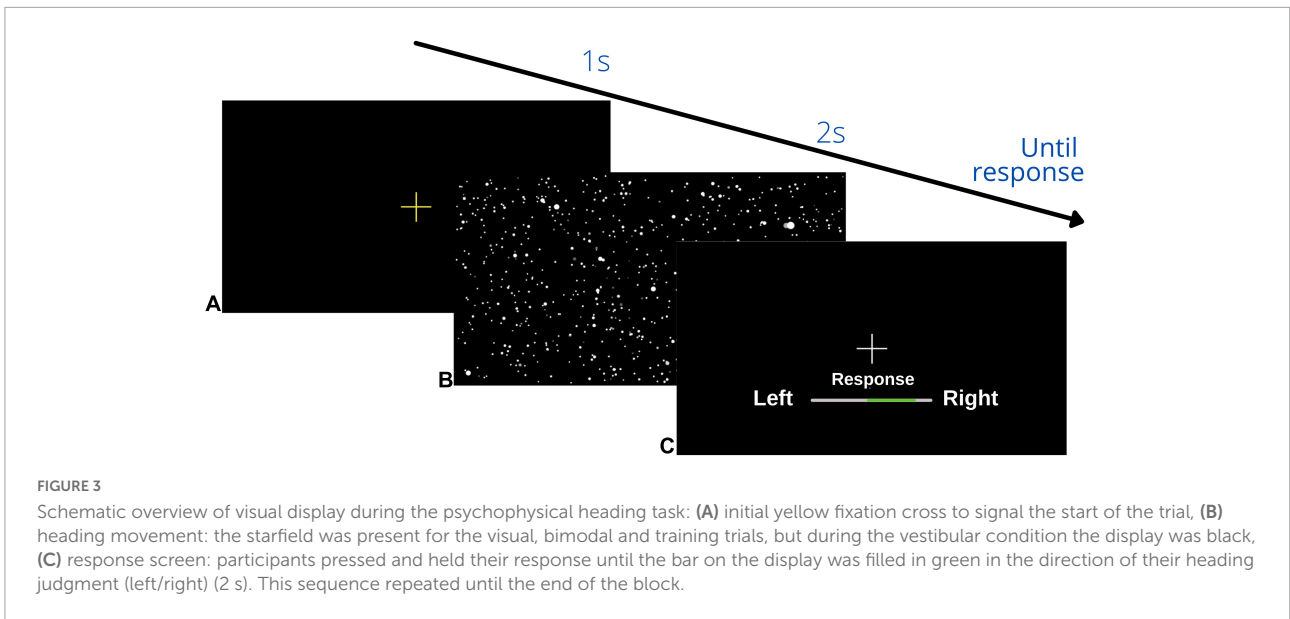 1s
2s
Until
response
A
B
Response
Left
Right
C
FIGURE 3
Schematic overview of visual display during the psychophysical heading task: (A) initial yellow fixation cross to signal the start of the trial, (B)
heading movement: the starfield was present for the visual, bimodal and training trials, but during the vestibular condition the display was black,
(C) response screen: participants pressed and held their response until the bar on the display was filled in green in the direction of their heading
judgment (left/right) (2 s). This sequence repeated until the end of the block.